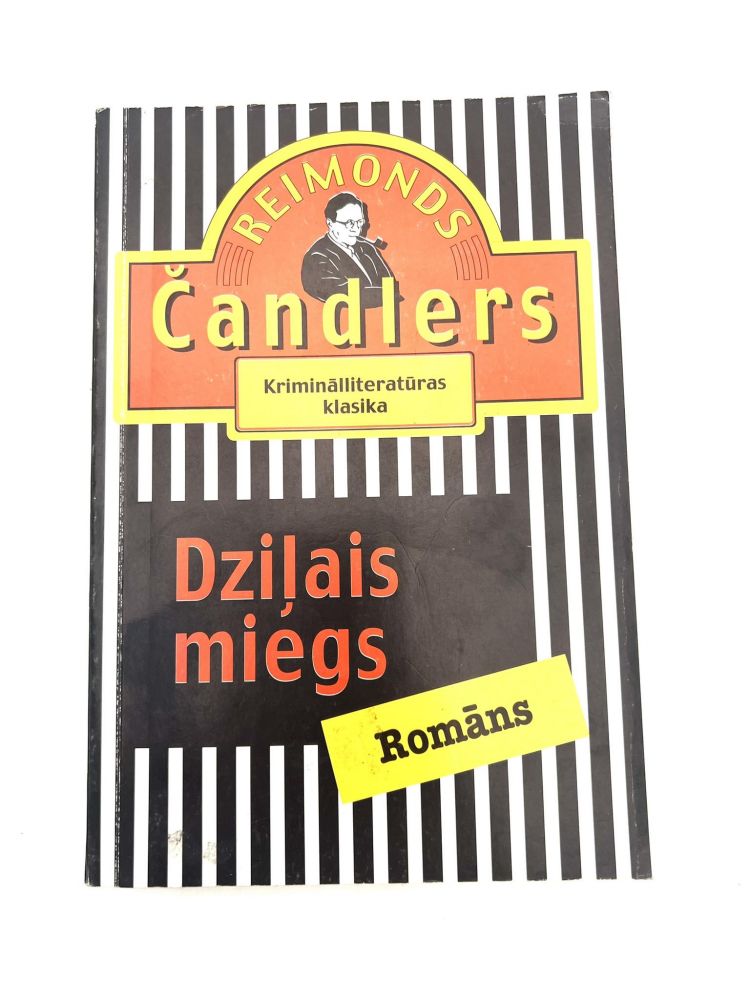 REIMONDS
Čandlers
Kriminālliteratūras
klasika
Dziļais
miegs
Romāns